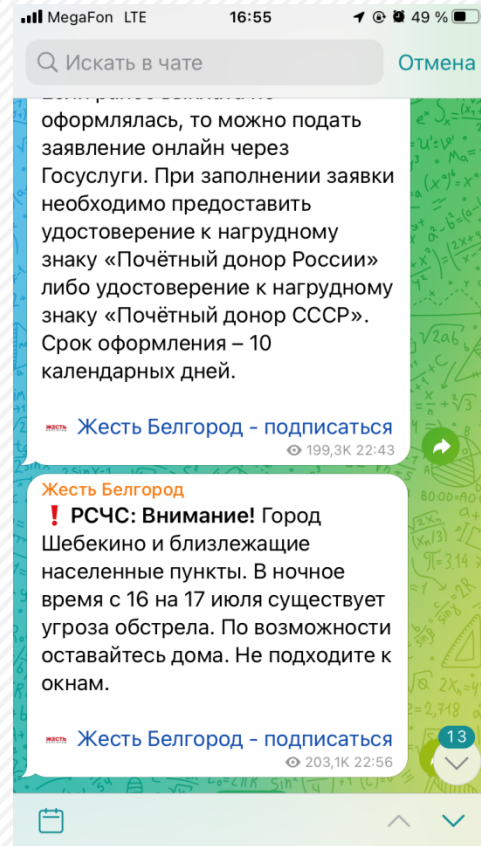 MegaFon LTE 16:55 49 %
Искать в чате Отмена
оформлялась, то можно подать
заявление онлайн через
Госуслуги. При заполнении заявки
необходимо предоставить
удостоверение к нагрудному
знаку «Почётный донор России»
либо удостоверение к нагрудному
знаку «Почётный донор СССР».
Срок оформления – 10
календарных дней.
жесть Жесть Белгород - подписаться
199,3K 22:43
Жесть Белгород
❗ РСЧС: Внимание! Город
Шебекино и близлежащие
населенные пункты. В ночное
время с 16 на 17 июля существует
угроза обстрела. По возможности
оставайтесь дома. Не подходите к
окнам.
жесть Жесть Белгород - подписаться
203,1K 22:56
13